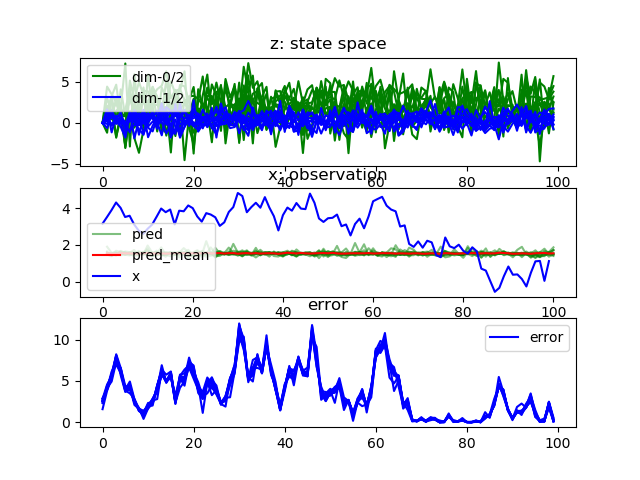 z: state space
5
0
−5
dim-0/2
dim-1/2
0 20 40 60 80 100
x: observation
4
2
0
pred
pred_mean
x
0 20 40 60 80 100
error
10
5
0
error
0 20 40 60 80 100